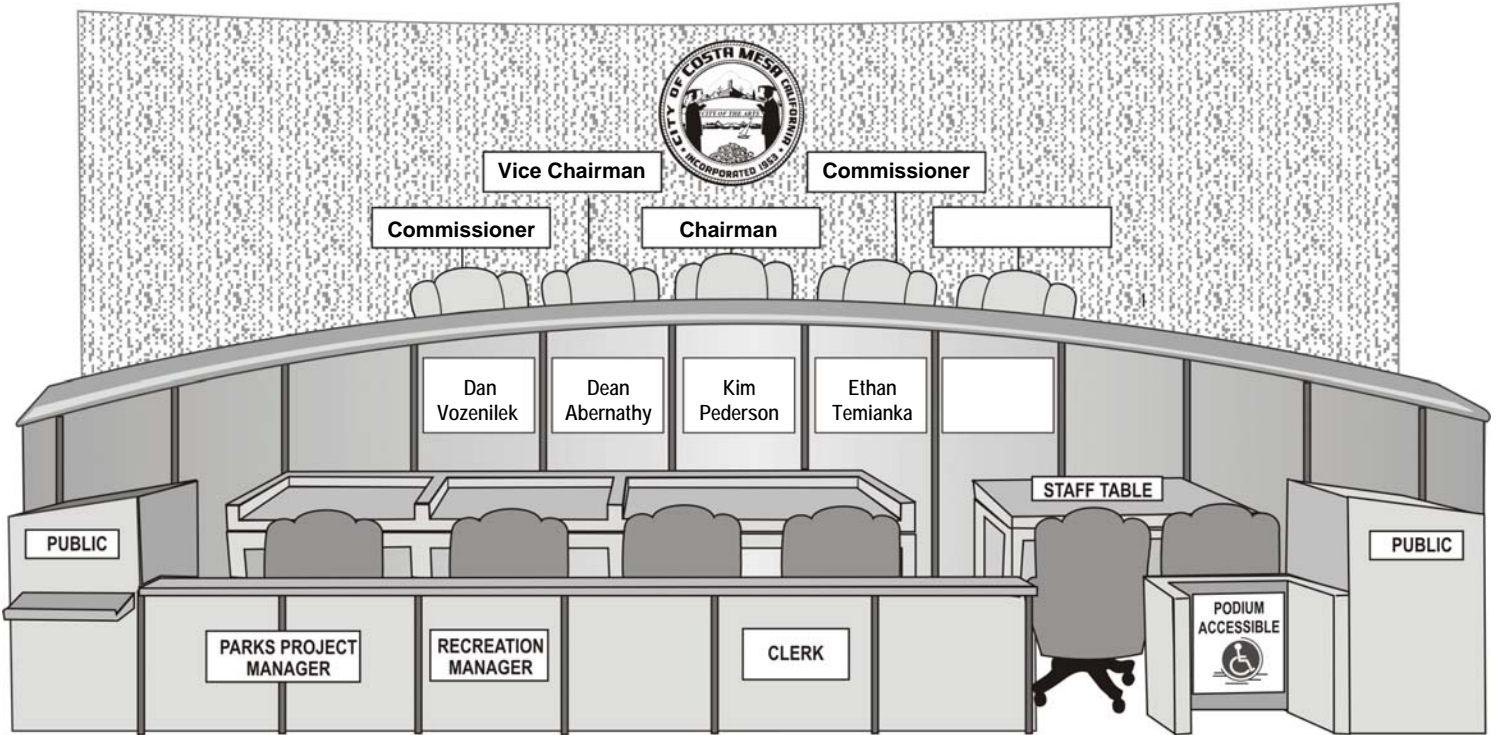 CITY OF COSTA MESA CALIFORNIA
CITY OF THE ARTS
INCORPORATED 1953
Vice Chairman
Commissioner
Commissioner
Chairman
Dan
Vozenilek
Dean
Abernathy
Kim
Pederson
Ethan
Temianka
STAFF TABLE
PUBLIC
PUBLIC
PARKS PROJECT
MANAGER
RECREATION
MANAGER
CLERK
PODIUM
ACCESSIBLE